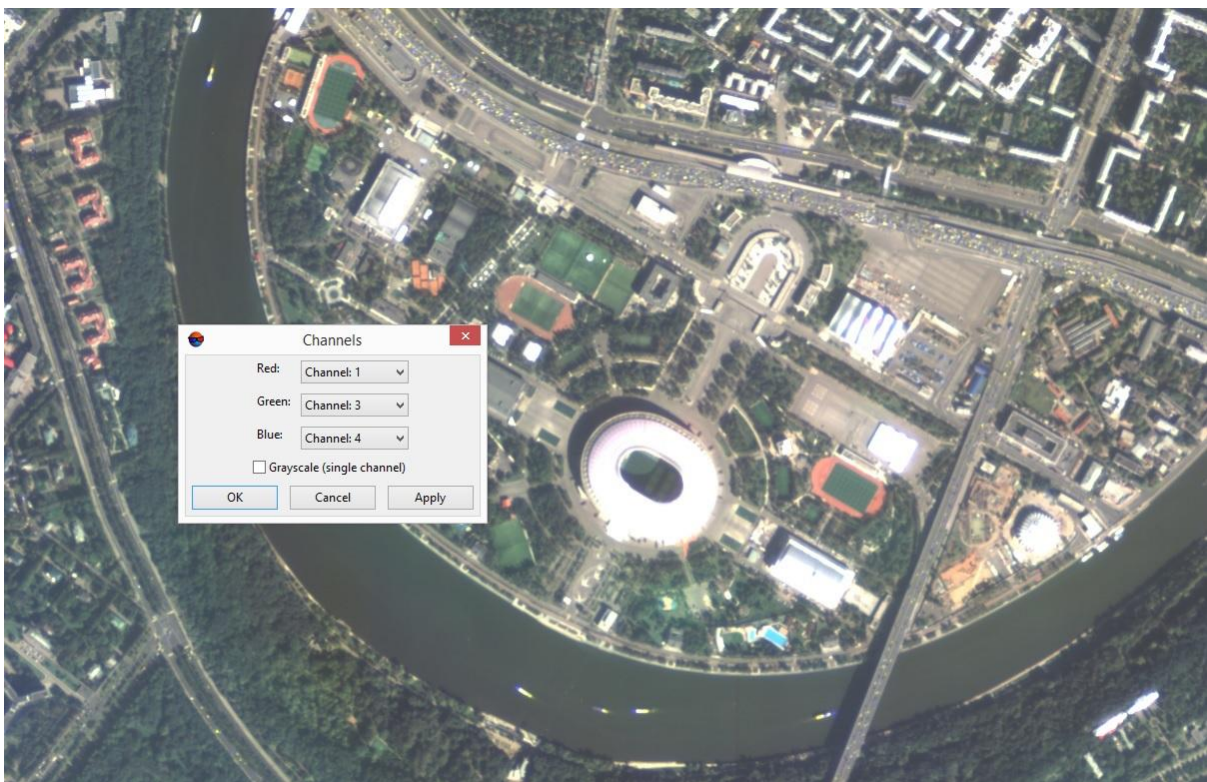 Channels
Red: Channel: 1
Green: Channel: 3
Blue: Channel: 4
Grayscale (single channel)
OK Cancel Apply